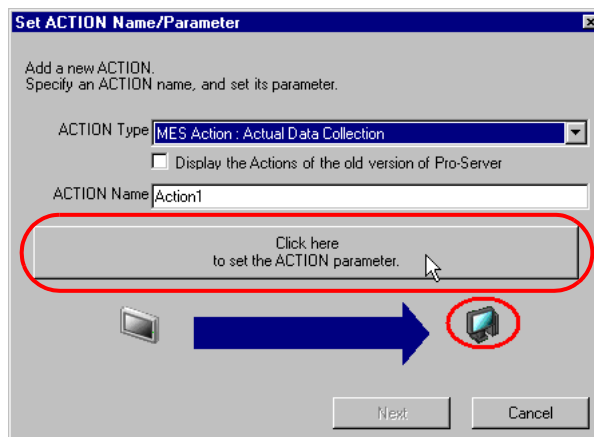 Set ACTION Name/Parameter
Add a new ACTION.
Specify an ACTION name, and set its parameter.
ACTION Type MES Action : Actual Data Collection
Display the Actions of the old version of Pro-Server
ACTION Name Action1
Click here
to set the ACTION parameter.
Next Cancel